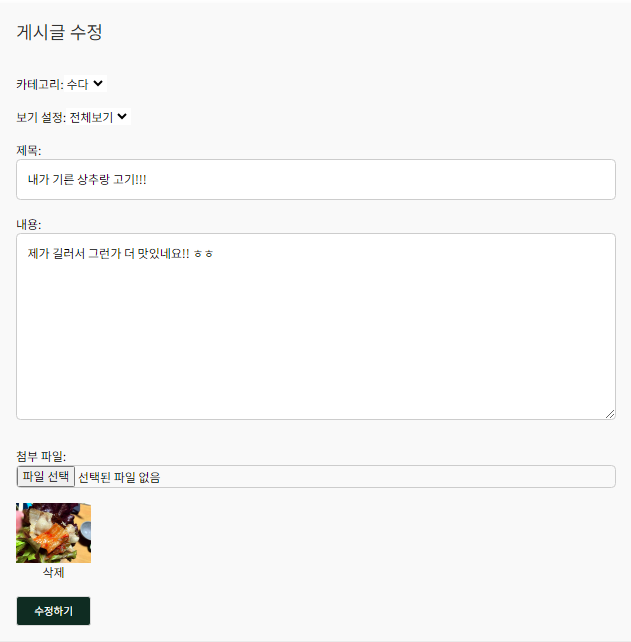 게시글 수정
카테고리: 수다
보기 설정: 전체보기
제목:
내가 기른 상추랑 고기!!!
내용:
제가 길러서 그런가 더 맛있네요!! ㅎㅎ
첨부 파일:
파일 선택 선택된 파일 없음
삭제
수정하기